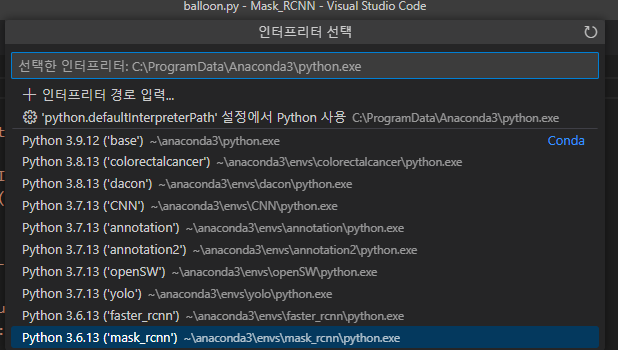 balloon.py - Mask_RCNN - Visual Studio Code
인터프리터 선택
선택한 인터프리터: C:\ProgramData\Anaconda3\python.exe
+ 인터프리터 경로 입력...
'python.defaultInterpreterPath' 설정에서 Python 사용 C:\ProgramData\Anaconda3\python.exe
Python 3.9.12 ('base') ~\anaconda3\python.exe Conda
Python 3.8.13 ('colorectalcancer') ~\anaconda3\envs\colorectalcancer\python.exe
Python 3.8.13 ('dacon') ~\anaconda3\envs\dacon\python.exe
Python 3.7.13 ('CNN') ~\anaconda3\envs\CNN\python.exe
Python 3.7.13 ('annotation') ~\anaconda3\envs\annotation\python.exe
Python 3.7.13 ('annotation2') ~\anaconda3\envs\annotation2\python.exe
Python 3.7.13 ('openSW') ~\anaconda3\envs\openSW\python.exe
Python 3.7.13 ('yolo') ~\anaconda3\envs\yolo\python.exe
Python 3.6.13 ('faster_rcnn') ~\anaconda3\envs\faster_rcnn\python.exe
Python 3.6.13 ('mask_rcnn') ~\anaconda3\envs\mask_rcnn\python.exe